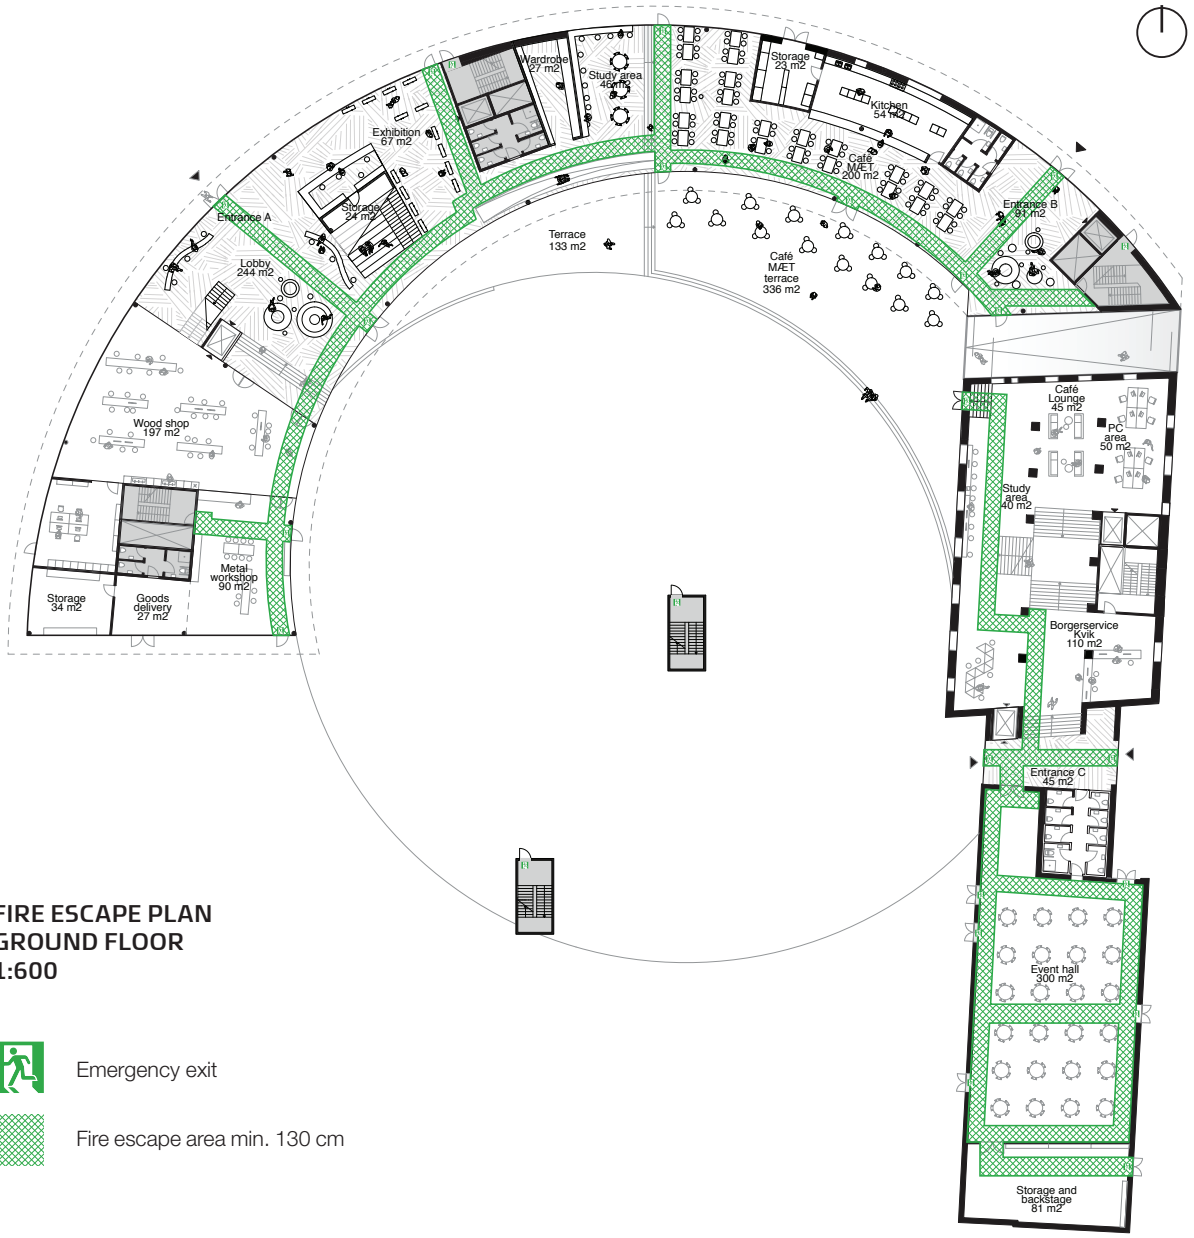 Wardrobe
27 m2
Study area
46 m2
Storage
23 m2
Kitchen
54 m2
Exhibition
67 m2
Café
MÆT
200 m2
Storage
24 m2
Entrance A
Entrance B
91 m2
Lobby
244 m2
Terrace
133 m2
Café
MÆT
terrace
336 m2
Café
Lounge
45 m2
PC
area
50 m2
Wood shop
197 m2
Study
area
40 m2
Metal
workshop
90 m2
Storage
34 m2
Goods
delivery
27 m2
Borgerservice
Kvik
110 m2
Entrance C
45 m2
FIRE ESCAPE PLAN
GROUND FLOOR
1:600
Event hall
300 m2
Emergency exit
Fire escape area min. 130 cm
Storage and
backstage
81 m2